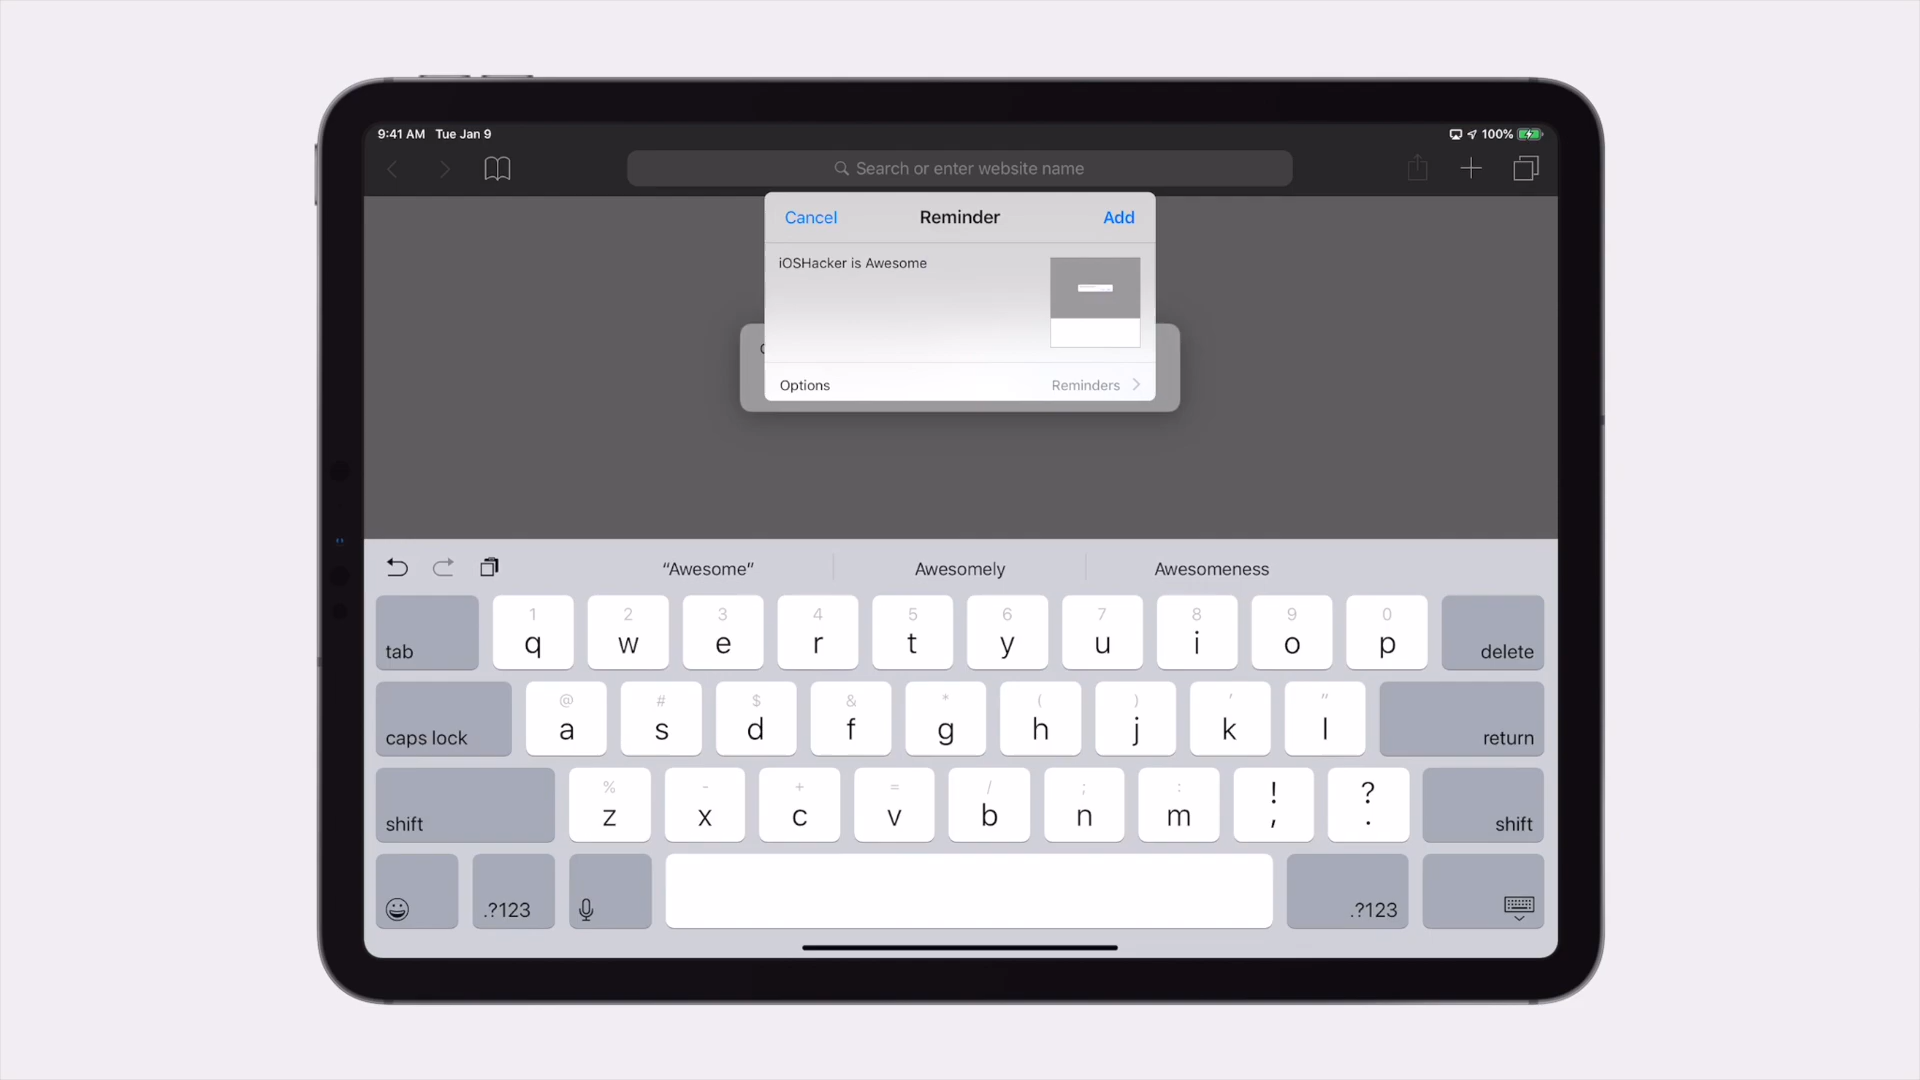 9:41 AM Tue Jan 9
100%
Search or enter website name
Cancel Reminder Add
iOSHacker is Awesome
Options Reminders
“Awesome” Awesomely Awesomeness
1 2 3 4 5 6 7 8 9 0
tab q w e r t y u i o p delete
@ # $ & * ( ) ' "
caps lock a s d f g h j k l return
% - + = / ; : ! ?
shift z x c v b n m , . shift
.?123 .?123